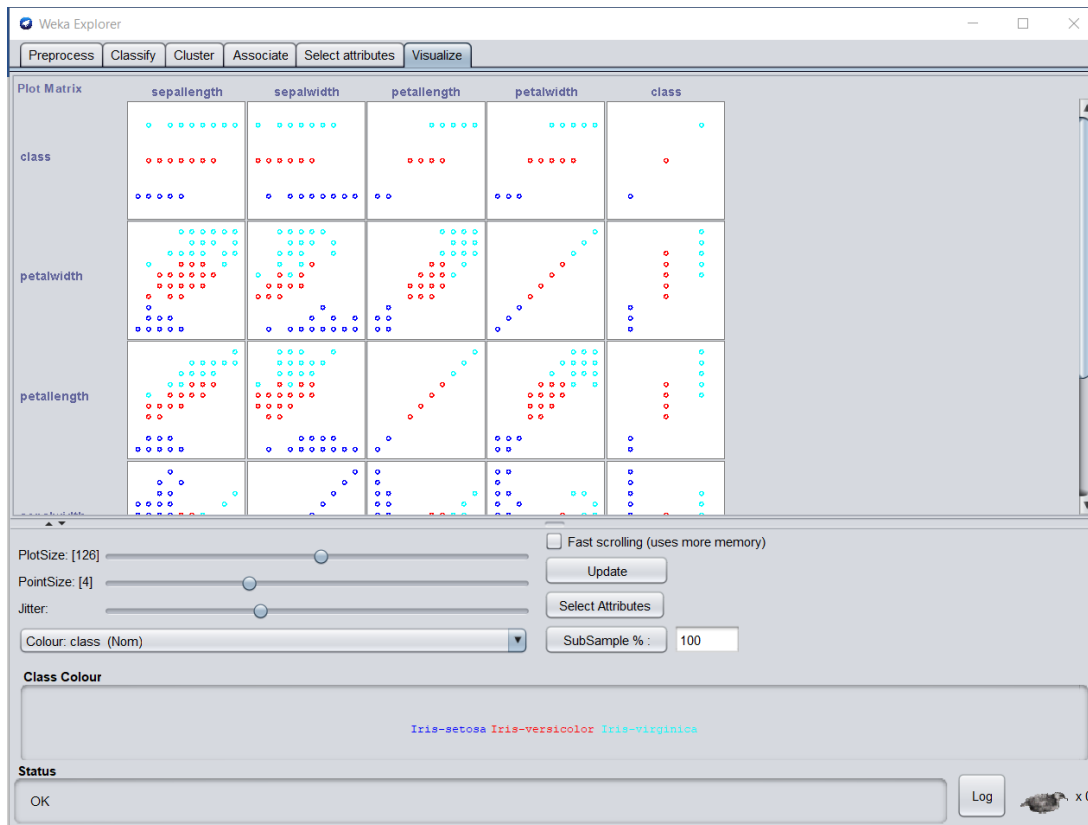 Weka Explorer
Preprocess Classify Cluster Associate Select attributes Visualize
Plot Matrix sepallength sepalwidth petallength petalwidth class
class
petalwidth
petallength
PlotSize: [126]
PointSize: [4]
Jitter:
Colour: class (Nom)
Fast scrolling (uses more memory)
Update
Select Attributes
SubSample % : 100
Class Colour
Iris-setosa Iris-versicolor Iris-virginica
Status
OK
Log
x 0